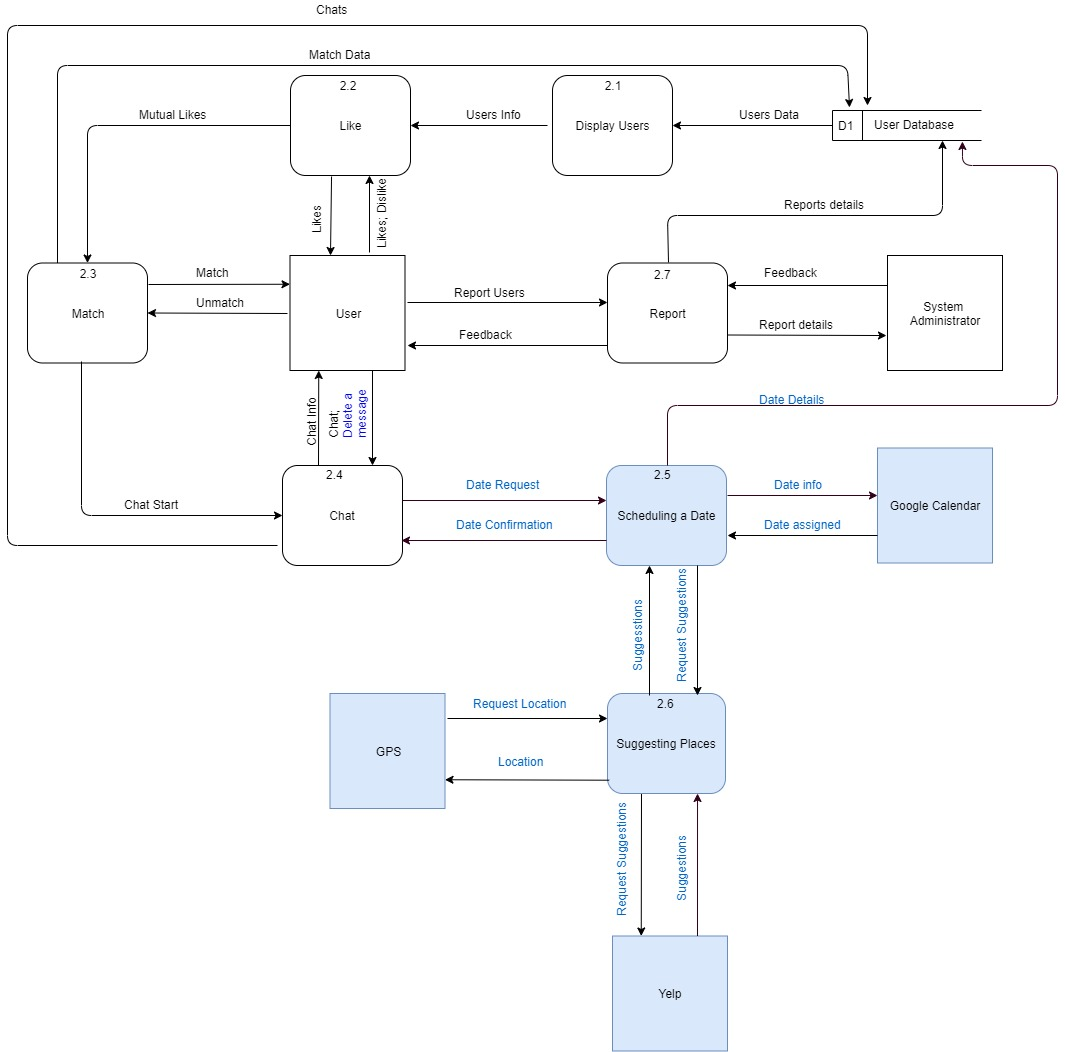 Chats
Match Data
2.2
Like
2.1
Display Users
Mutual Likes
Users Info
Users Data
D1
User Database
Likes
Likes; Dislike
Reports details
2.3
Match
Match
Unmatch
User
Report Users
Feedback
2.7
Report
Feedback
Report details
System
Administrator
Chat Info
Chat;
Delete a
message
Date Details
2.4
Chat
Chat Start
Date Request
Date Confirmation
2.5
Scheduling a Date
Date info
Date assigned
Google Calendar
Suggesstions
Request Suggestions
GPS
Request Location
Location
2.6
Suggesting Places
Request Suggestions
Suggestions
Yelp